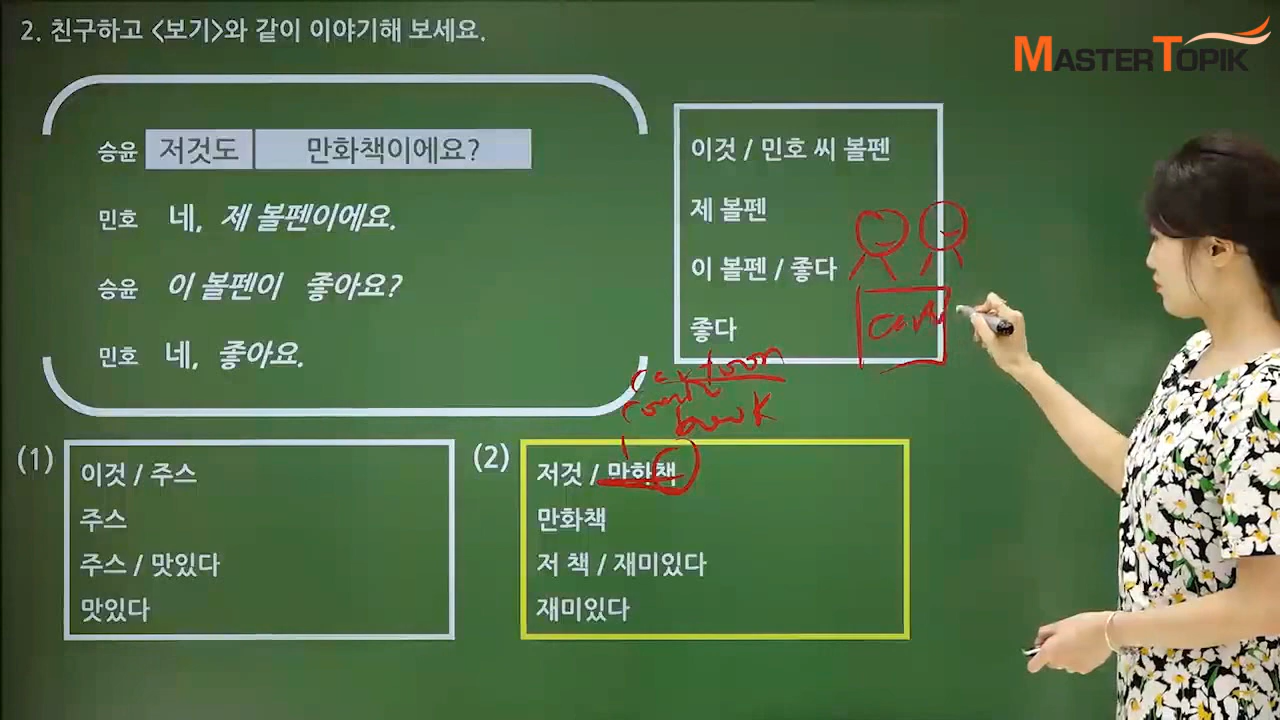 2. 친구하고 <보기>와 같이 이야기해 보세요.
MASTER TOPIK
승윤 저것도 만화책이에요?
민호 네, 제 볼펜이에요.
승윤 이 볼펜이 좋아요?
민호 네, 좋아요.
이것 / 민호 씨 볼펜
제 볼펜
이 볼펜 / 좋다
좋다
book
(1)
이것 / 주스
주스
주스 / 맛있다
맛있다
(2)
저것 / 만화책
만화책
저 책 / 재미있다
재미있다